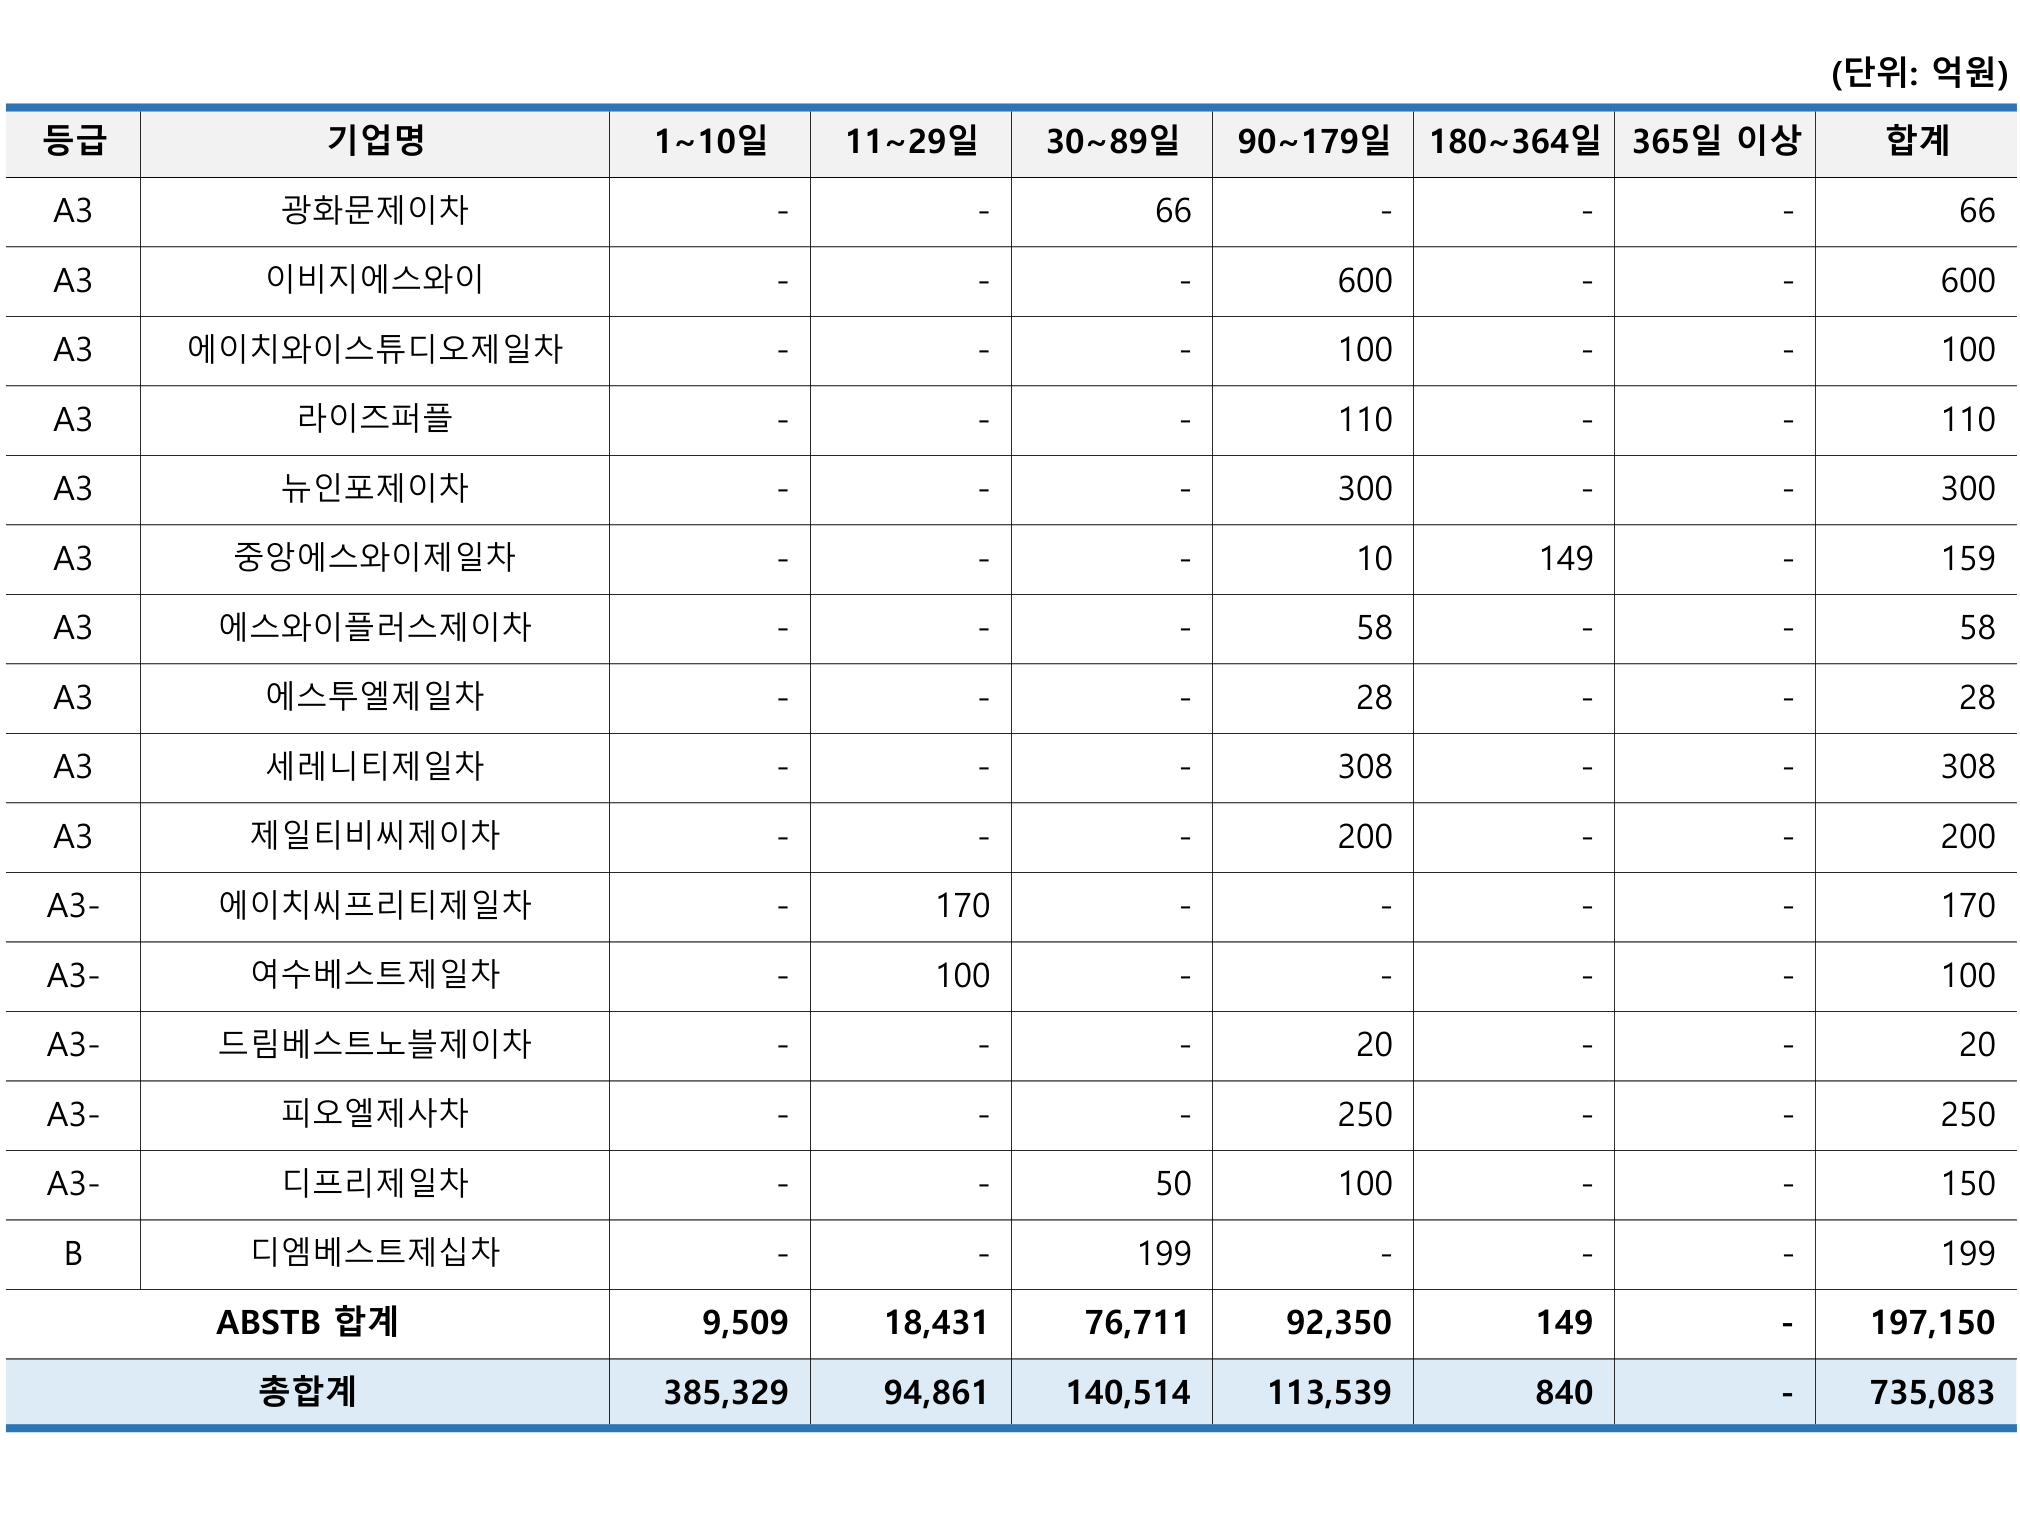 (단위: 억원)
등급 기업명 1~10일 11~29일 30~89일 90~179일 180~364일 365일 이상 합계
A3 광화문제이차 - - 66 - - - 66
A3 이비지에스와이 - - - 600 - - 600
A3 에이치와이스튜디오제일차 - - - 100 - - 100
A3 라이즈퍼플 - - - 110 - - 110
A3 뉴인포제이차 - - - 300 - - 300
A3 중앙에스와이제일차 - - - 10 149 - 159
A3 에스와이플러스제이차 - - - 58 - - 58
A3 에스투엘제일차 - - - 28 - - 28
A3 세레니티제일차 - - - 308 - - 308
A3 제일티비씨제이차 - - - 200 - - 200
A3- 에이치씨프리티제일차 - 170 - - - - 170
A3- 여수베스트제일차 - 100 - - - - 100
A3- 드림베스트노블제이차 - - - 20 - - 20
A3- 피오엘제사차 - - - 250 - - 250
A3- 디프리제일차 - - 50 100 - - 150
B 디엠베스트제십차 - - 199 - - - 199
ABSTB 합계 9,509 18,431 76,711 92,350 149 - 197,150
총합계 385,329 94,861 140,514 113,539 840 - 735,083